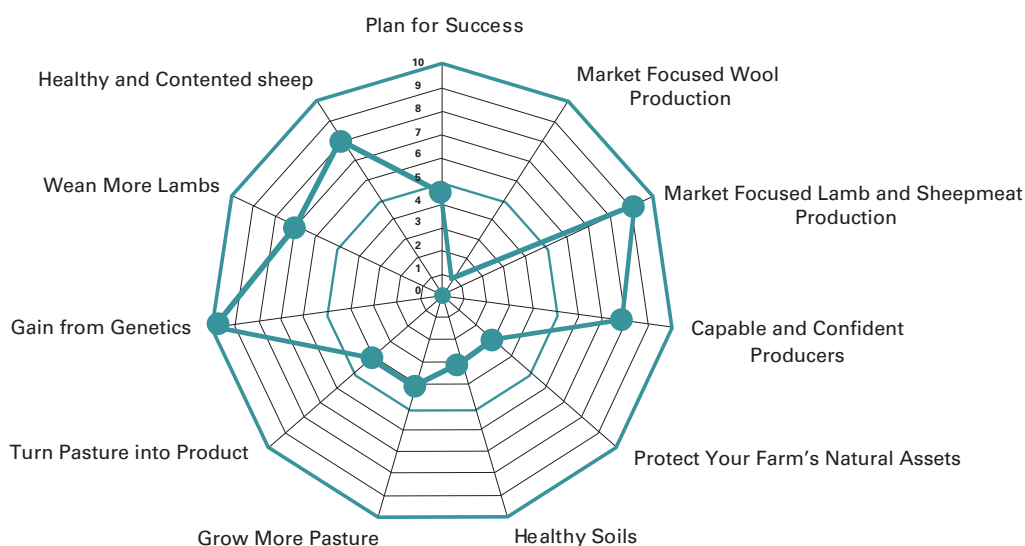 Plan for Success
Healthy and Contented sheep
Market Focused Wool
Production
Wean More Lambs
Market Focused Lamb and Sheepmeat
Production
10
9
8
7
6
5
4
3
2
1
0
Gain from Genetics
Capable and Confident
Producers
Turn Pasture into Product
Protect Your Farm’s Natural Assets
Grow More Pasture
Healthy Soils